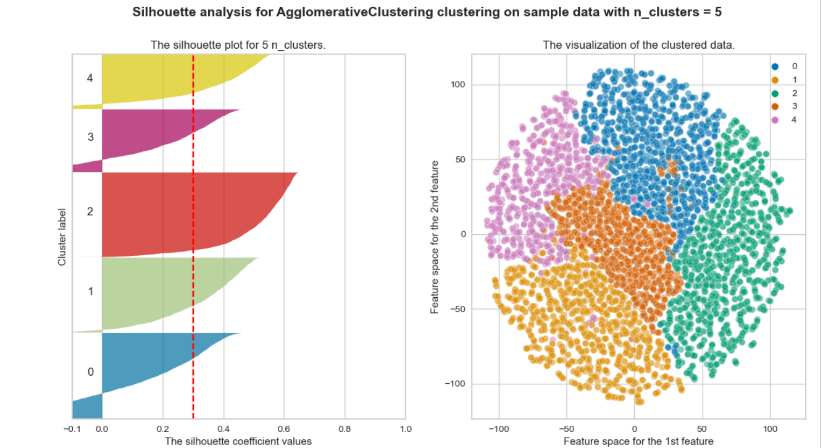 Silhouette analysis for AgglomerativeClustering clustering on sample data with n_clusters = 5
The silhouette plot for 5 n_clusters.
4
3
2
1
0
Cluster label
−0.1 0.0 0.2 0.4 0.6 0.8 1.0
The silhouette coefficient values
The visualization of the clustered data.
0
1
2
3
4
100
50
0
−50
−100
Feature space for the 2nd feature
−100 −50 0 50 100
Feature space for the 1st feature